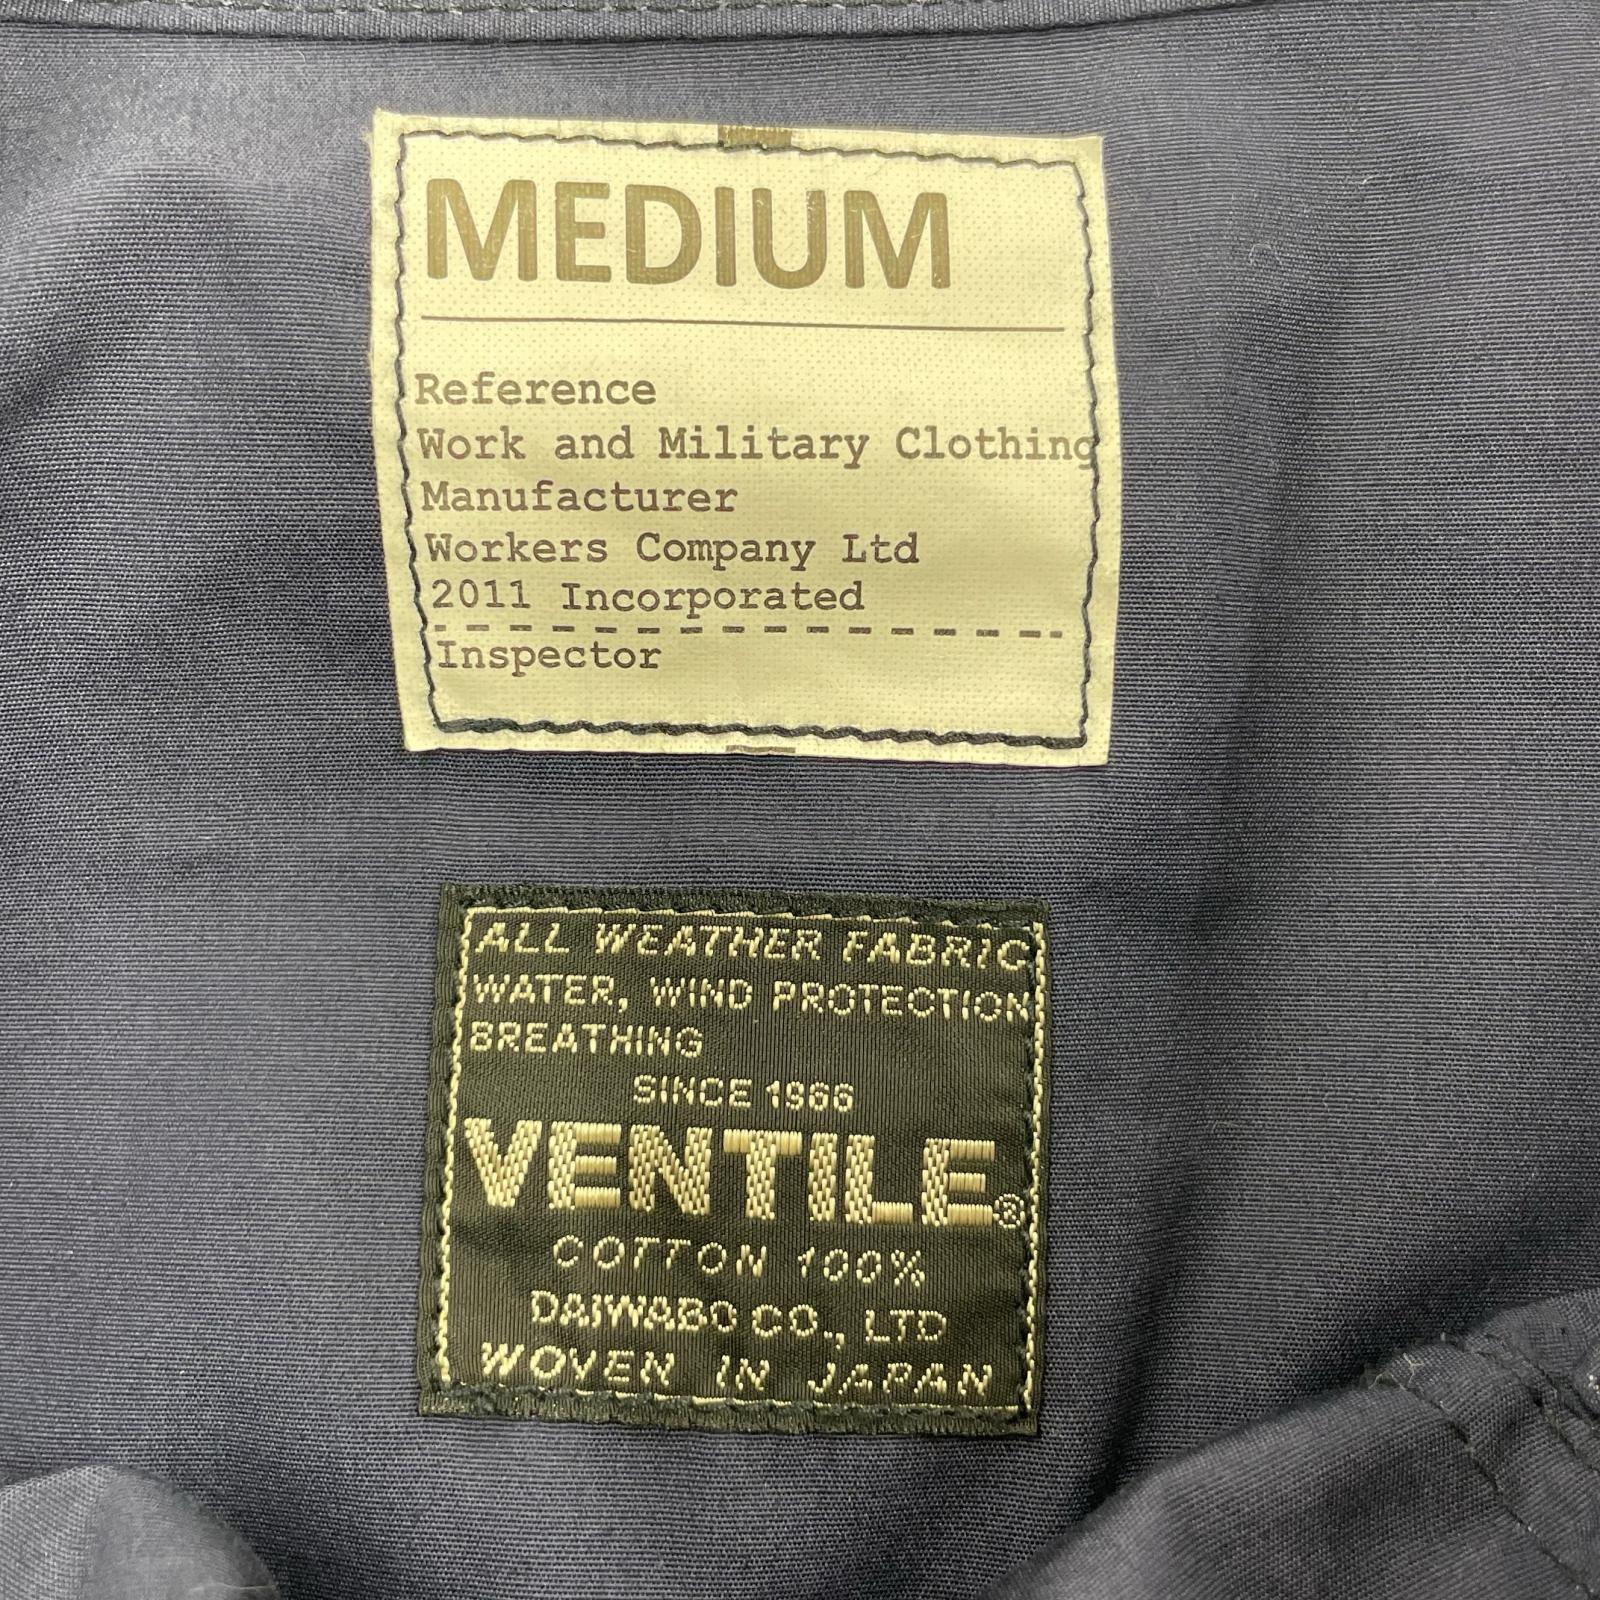 MEDIUM
Reference
Work and Military Clothing
Manufacturer
Workers Company Ltd
2011 Incorporated
Inspector
ALL WEATHER FABRIC
WATER, WIND PROTECTION
BREATHING
SINCE 1966
VENTILE®
COTTON 100%
DAIWABO CO., LTD
WOVEN IN JAPAN